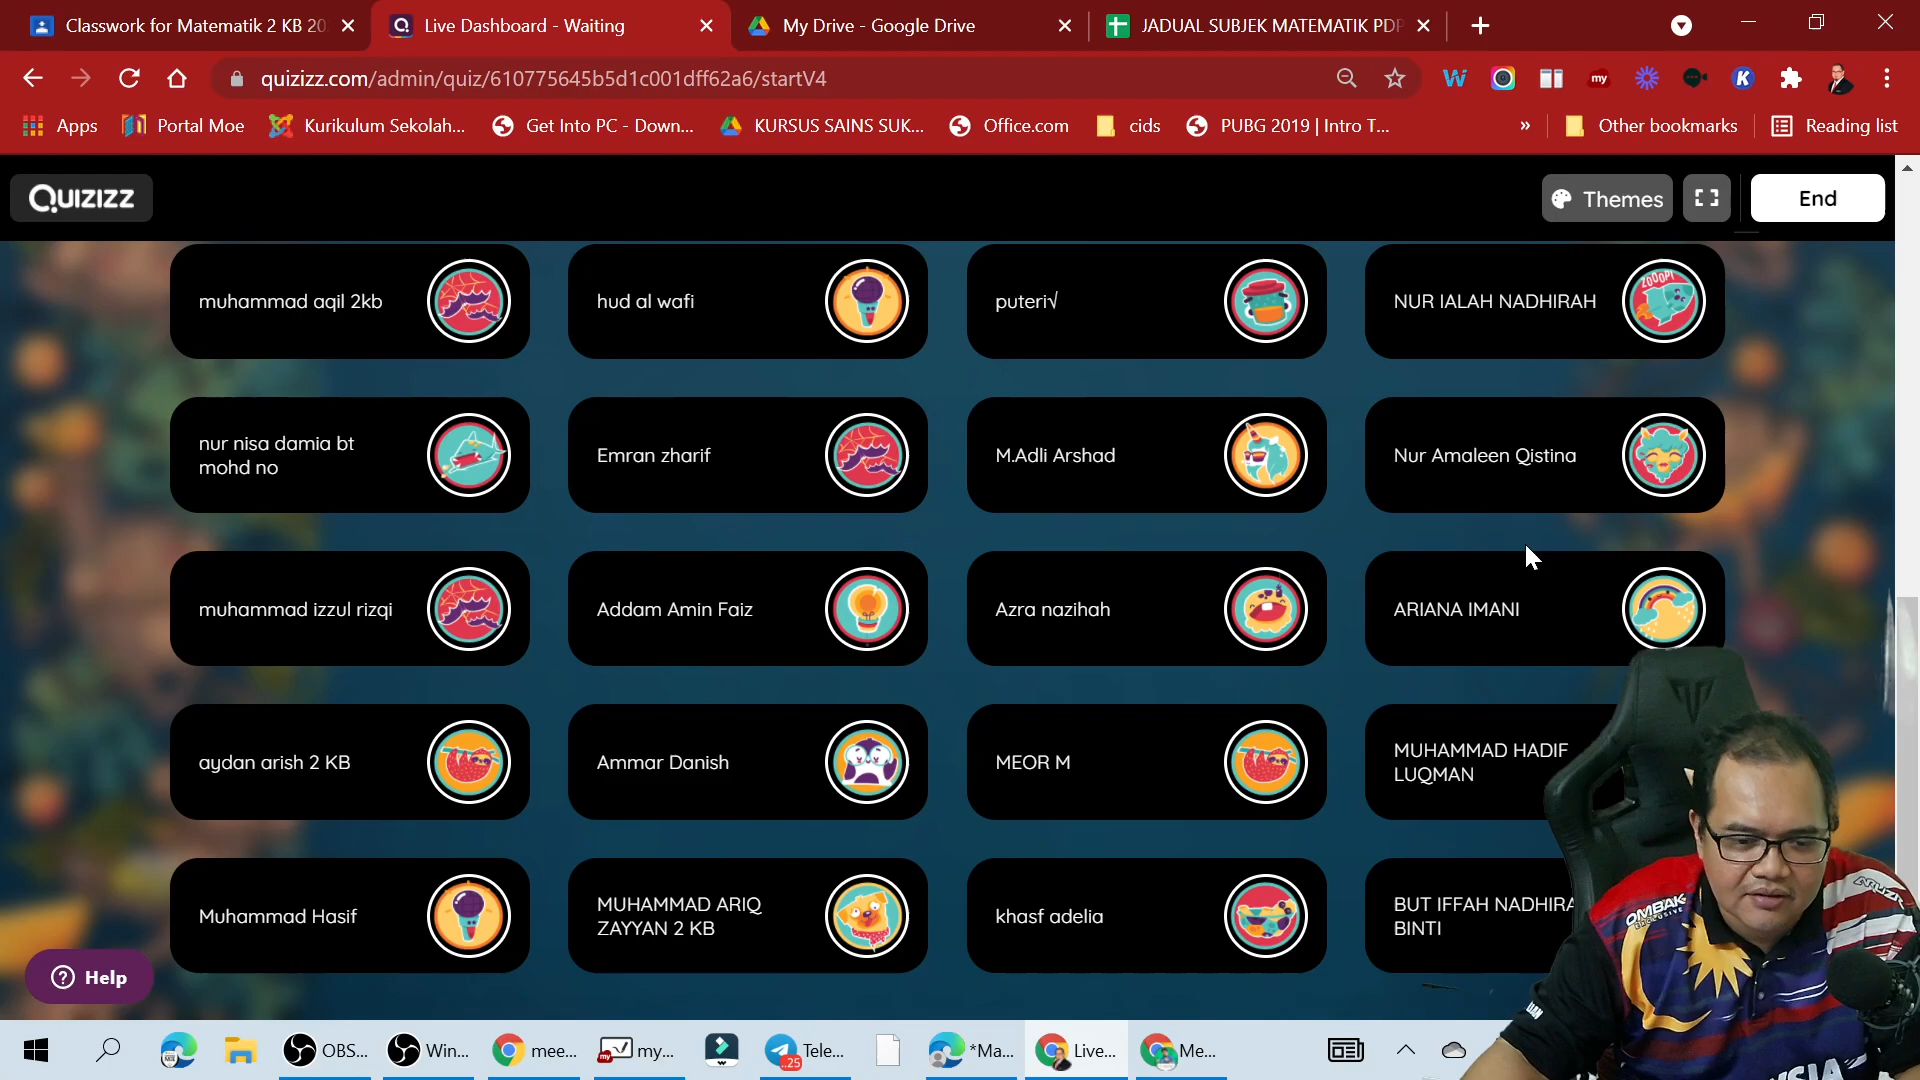 Classwork for Matematik 2 KB 20
Live Dashboard - Waiting
My Drive - Google Drive
JADUAL SUBJEK MATEMATIK PDP
quizizz.com/admin/quiz/610775645b5d1c001dff62a6/startV4
Apps
Portal Moe
Kurikulum Sekolah...
Get Into PC - Down...
KURSUS SAINS SUK...
Office.com
cids
PUBG 2019 | Intro T...
»
Other bookmarks
Reading list
Quizizz
Themes
End
muhammad aqil 2kb
hud al wafi
puteri√
NUR IALAH NADHIRAH
ZOOOP!
nur nisa damia bt
mohd no
Emran zharif
M.Adli Arshad
Nur Amaleen Qistina
muhammad izzul rizqi
Addam Amin Faiz
Azra nazihah
ARIANA IMANI
aydan arish 2 KB
Ammar Danish
MEOR M
MUHAMMAD HADIF
LUQMAN
Muhammad Hasif
MUHAMMAD ARIQ
ZAYYAN 2 KB
khasf adelia
BUT IFFAH NADHIRA
BINTI
OMBAK
Help
OBS...
Win...
mee...
my...
Tele...
..25
*Ma...
Live...
Me...